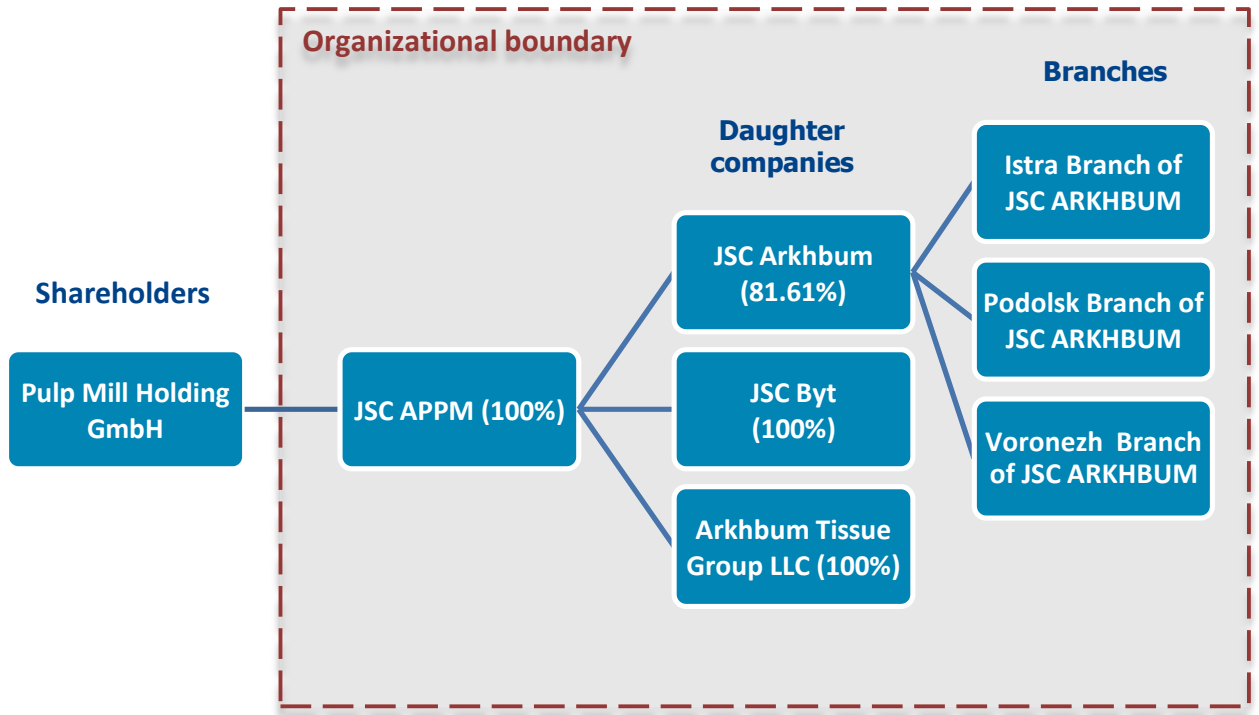 Organizational boundary
Branches
Daughter
companies
Istra Branch of
JSC ARKHBUM
JSC Arkhbum
(81.61%)
Shareholders
Podolsk Branch of
JSC ARKHBUM
Pulp Mill Holding
GmbH
JSC APPM (100%)
JSC Byt
(100%)
Voronezh Branch
of JSC ARKHBUM
Arkhbum Tissue
Group LLC (100%)